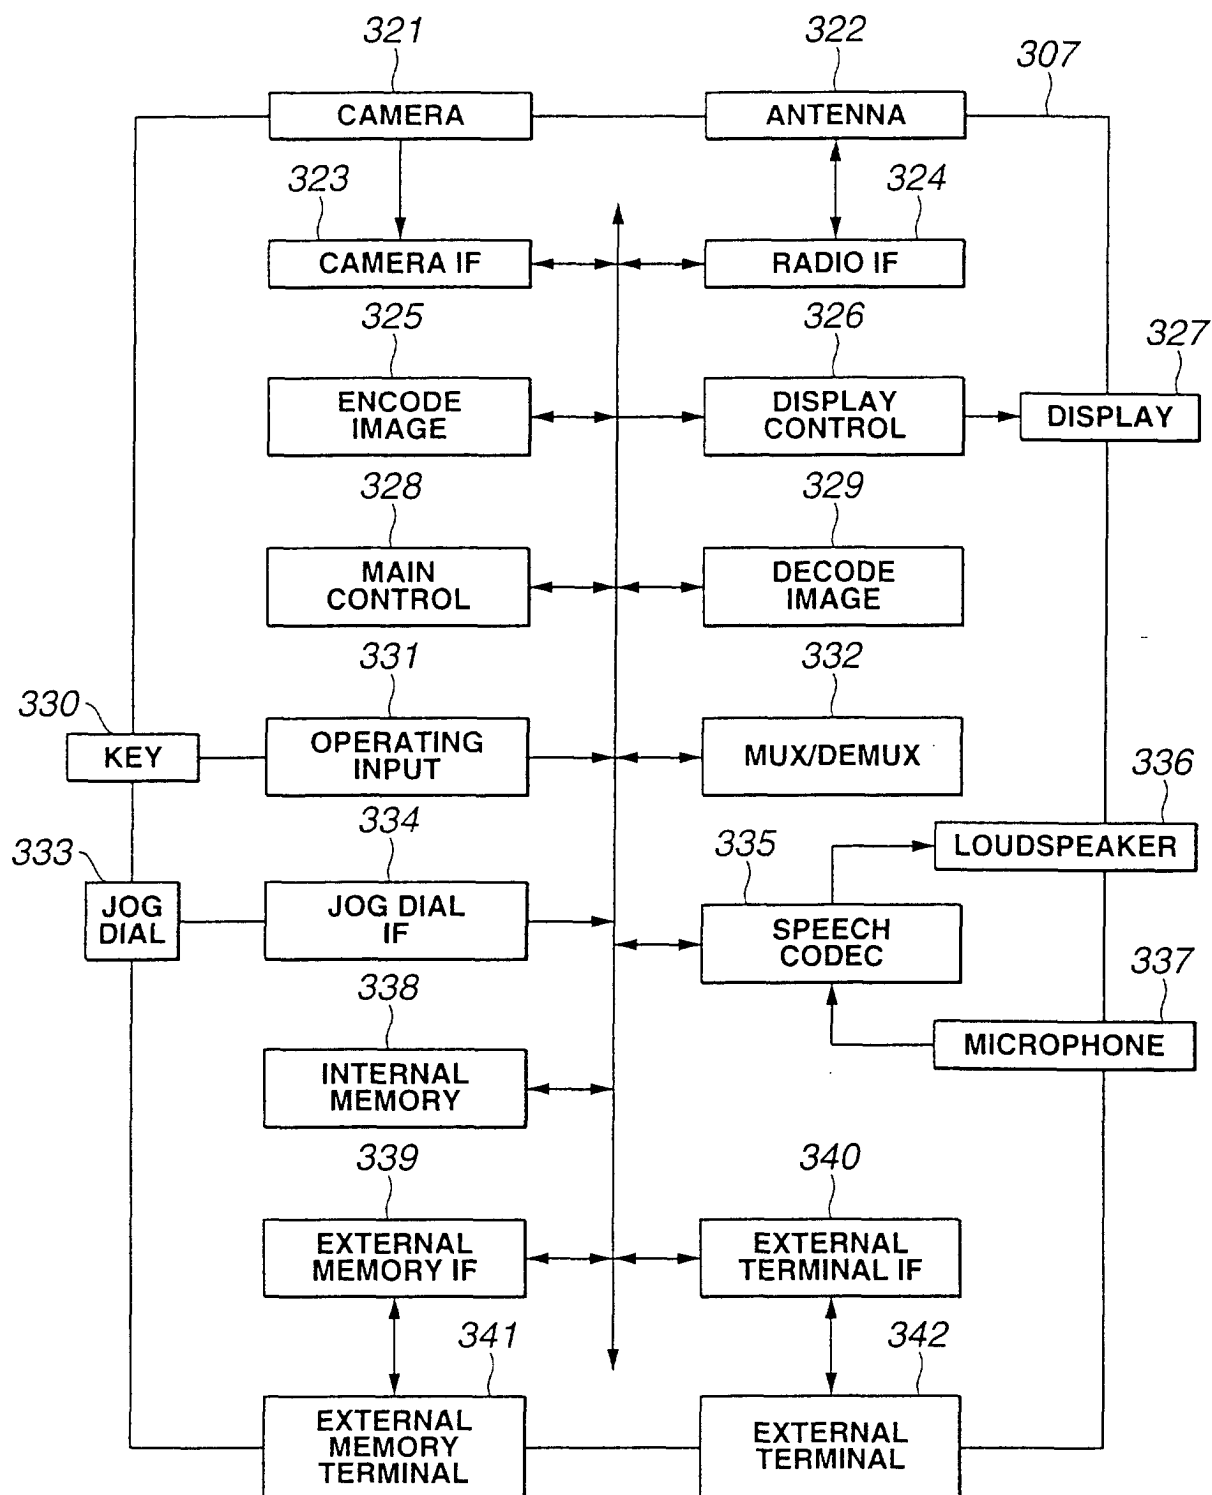 321
322
307
CAMERA
ANTENNA
323
324
CAMERA IF
RADIO IF
325
326
327
ENCODE
IMAGE
DISPLAY
CONTROL
DISPLAY
328
329
MAIN
CONTROL
DECODE
IMAGE
331
332
330
KEY
OPERATING
INPUT
MUX/DEMUX
336
334
333
335
LOUDSPEAKER
JOG
DIAL
JOG DIAL
IF
SPEECH
CODEC
337
338
MICROPHONE
INTERNAL
MEMORY
339
340
EXTERNAL
MEMORY IF
EXTERNAL
TERMINAL IF
341
342
EXTERNAL
MEMORY
TERMINAL
EXTERNAL
TERMINAL